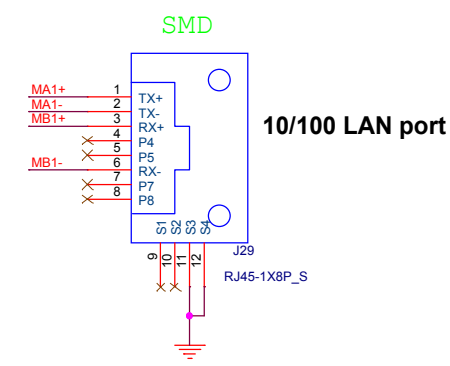 SMD
MA1+ 1 TX+
MA1- 2 TX-
MB1+ 3 RX+
4 P4
5 P5
MB1- 6 RX-
7 P7
8 P8
10/100 LAN port
S1 S2 S3 S4
9 10 11 12
J29
RJ45-1X8P_S